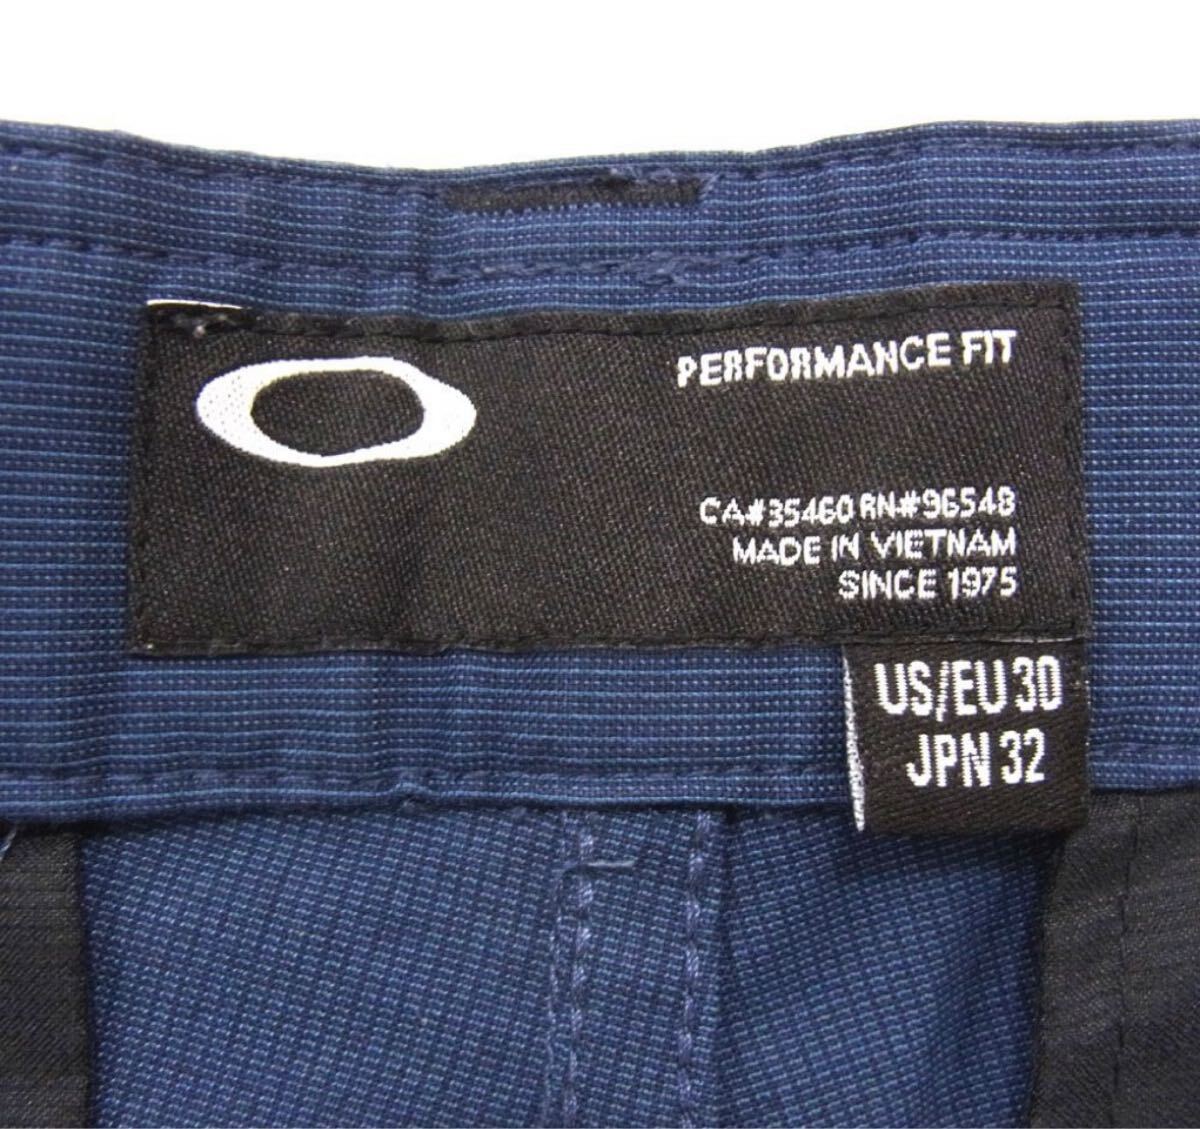 PERFORMANCE FIT
CA#35460 RN#96548
MADE IN VIETNAM
SINCE 1975
US/EU 30
JPN 32